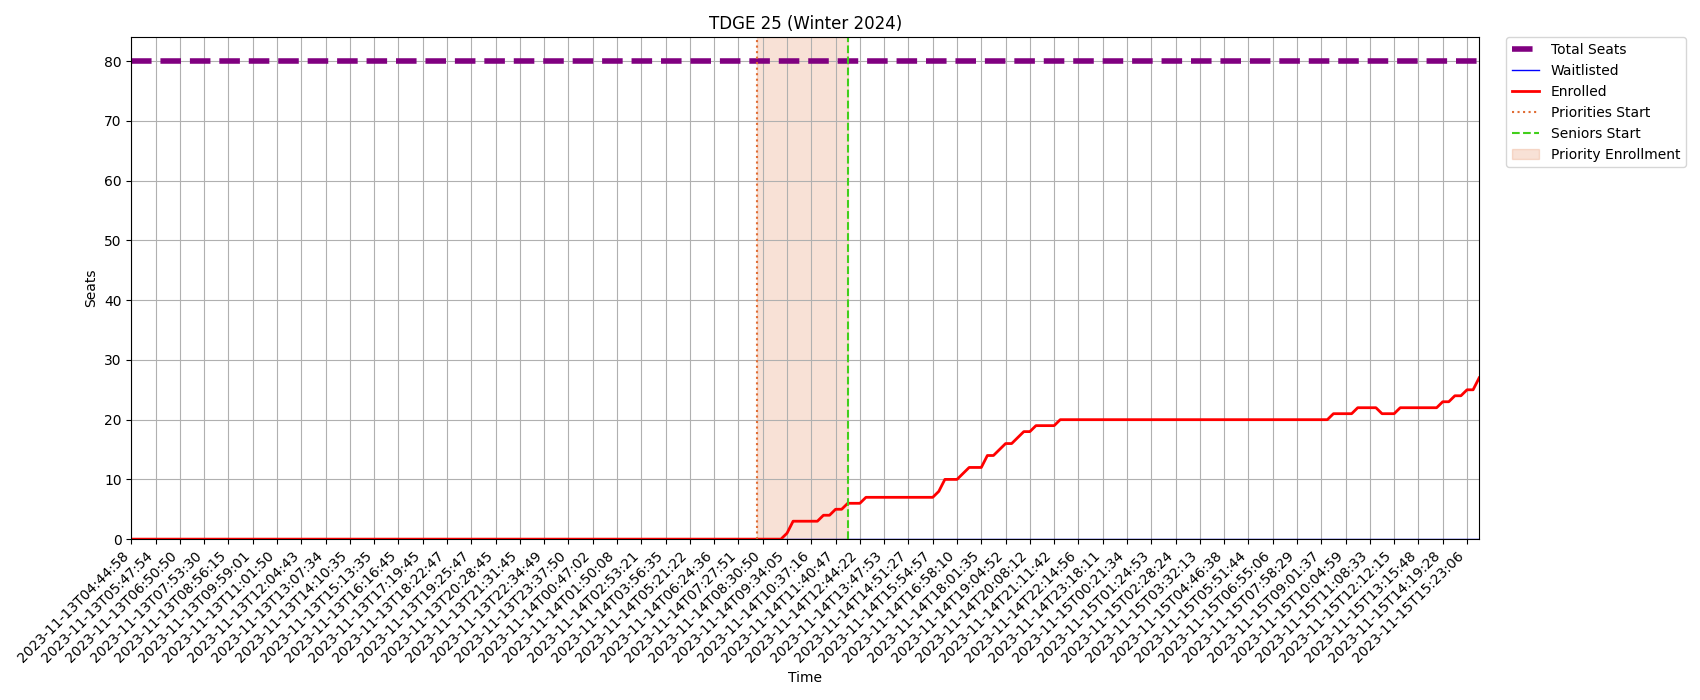 TDGE 25 (Winter 2024)
Total Seats
Waitlisted
Enrolled
Priorities Start
Seniors Start
Priority Enrollment
80
70
60
50
40
30
20
10
0
Seats
2023-11-13T04:44:58
2023-11-13T05:47:54
2023-11-13T06:50:50
2023-11-13T07:53:30
2023-11-13T08:56:15
2023-11-13T09:59:01
2023-11-13T11:01:50
2023-11-13T12:04:43
2023-11-13T13:07:34
2023-11-13T14:10:35
2023-11-13T15:13:35
2023-11-13T16:16:45
2023-11-13T17:19:45
2023-11-13T18:22:47
2023-11-13T19:25:47
2023-11-13T20:28:45
2023-11-13T21:31:45
2023-11-13T22:34:49
2023-11-13T23:37:50
2023-11-14T00:47:02
2023-11-14T01:50:08
2023-11-14T02:53:21
2023-11-14T03:56:35
2023-11-14T05:21:22
2023-11-14T06:24:36
2023-11-14T07:27:51
2023-11-14T08:30:50
2023-11-14T09:34:05
2023-11-14T10:37:16
2023-11-14T11:40:47
2023-11-14T12:44:22
2023-11-14T13:47:53
2023-11-14T14:51:27
2023-11-14T15:54:57
2023-11-14T16:58:10
2023-11-14T18:01:35
2023-11-14T19:04:52
2023-11-14T20:08:12
2023-11-14T21:11:42
2023-11-14T22:14:56
2023-11-14T23:18:11
2023-11-15T00:21:34
2023-11-15T01:24:53
2023-11-15T02:28:24
2023-11-15T03:32:13
2023-11-15T04:46:38
2023-11-15T05:51:44
2023-11-15T06:55:06
2023-11-15T07:58:29
2023-11-15T09:01:37
2023-11-15T10:04:59
2023-11-15T11:08:33
2023-11-15T12:12:15
2023-11-15T13:15:48
2023-11-15T14:19:28
2023-11-15T15:23:06
Time